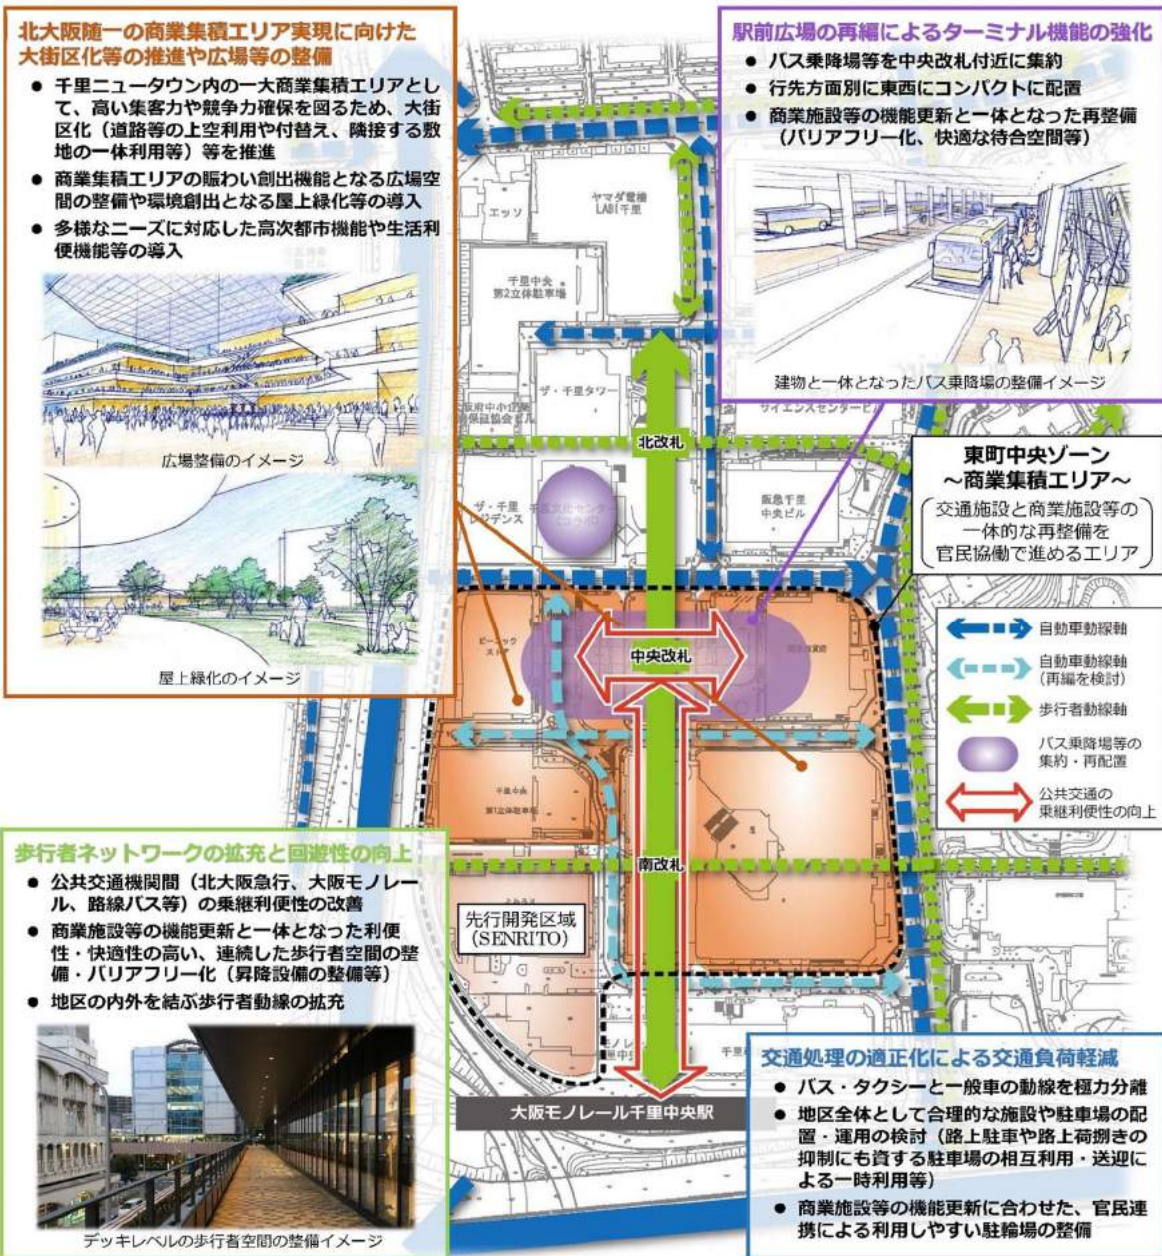 北大阪随一の商業集積エリア実現に向けた
大街区化等の推進や広場等の整備
● 千里ニュータウン内の一大商業集積エリアとし
て、高い集客力や競争力確保を図るため、大街
区化（道路等の上空利用や付替え、隣接する敷
地の一体利用等）等を推進
● 商業集積エリアの賑わい創出機能となる広場空
間の整備や環境創出となる屋上緑化等の導入
● 多様なニーズに対応した高次都市機能や生活利
便機能等の導入
広場整備のイメージ
屋上緑化のイメージ
駅前広場の再編によるターミナル機能の強化
● バス乗降場等を中央改札付近に集約
● 行先方面別に東西にコンパクトに配置
● 商業施設等の機能更新と一体となった再整備
（バリアフリー化、快適な待合空間等）
建物と一体となったバス乗降場の整備イメージ
エッソ
ヤマダ電機
LABI千里
千里中央
第2立体駐車場
ザ・千里タワー
サイエンスセンタービル
北改札
ザ・千里
レジデンス
阪急千里
中央ビル
東町中央ゾーン
～商業集積エリア～
交通施設と商業施設等の
一体的な再整備を
官民協働で進めるエリア
ピーコック
ストア
中央改札
自動車動線軸
自動車動線軸
（再編を検討）
歩行者動線軸
バス乗降場等の
集約・再配置
公共交通の
乗継利便性の向上
千里中央
第1立体駐車場
南改札
先行開発区域
（SENRITO）
大阪モノレール千里中央駅
歩行者ネットワークの拡充と回遊性の向上
● 公共交通機関間（北大阪急行、大阪モノレー
ル、路線バス等）の乗継利便性の改善
● 商業施設等の機能更新と一体となった利便
性・快適性の高い、連続した歩行者空間の整
備・バリアフリー化（昇降設備の整備等）
● 地区の内外を結ぶ歩行者動線の拡充
デッキレベルの歩行者空間の整備イメージ
交通処理の適正化による交通負荷軽減
● バス・タクシーと一般車の動線を極力分離
● 地区全体として合理的な施設や駐車場の配
置・運用の検討（路上駐車や路上荷捌きの
抑制にも資する駐車場の相互利用・送迎に
よる一時利用等）
● 商業施設等の機能更新に合わせた、官民連
携による利用しやすい駐輪場の整備